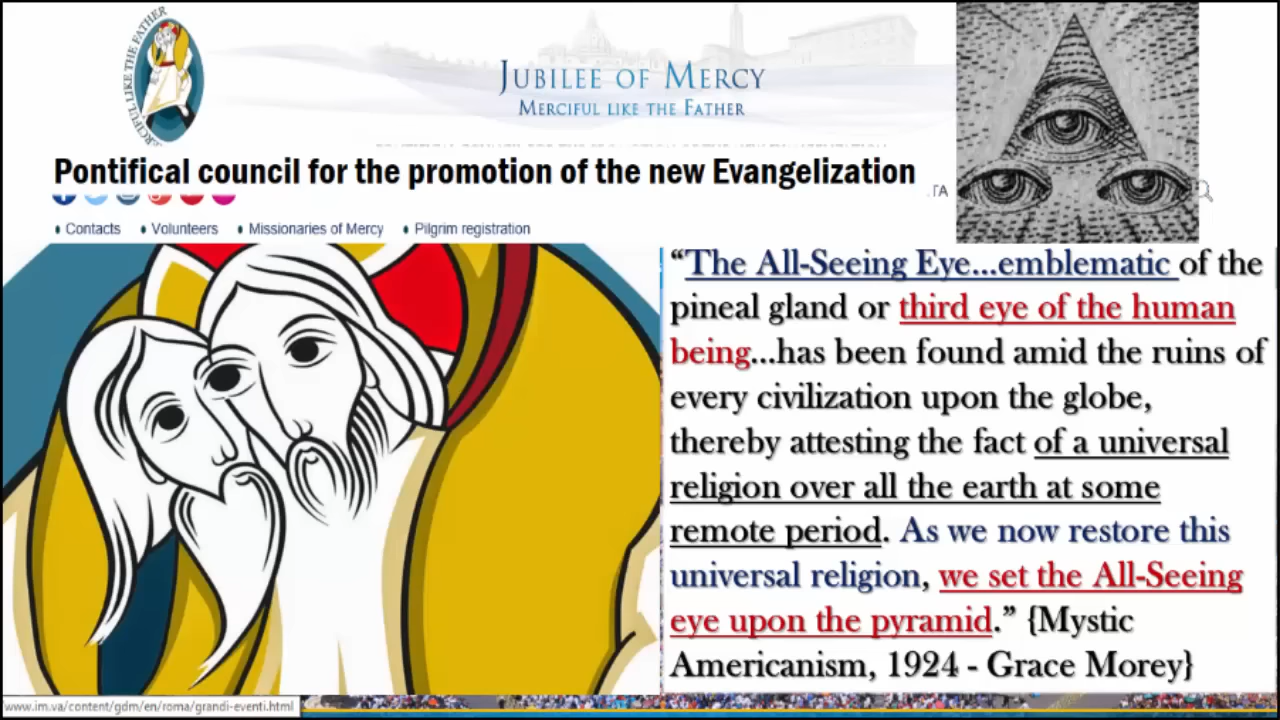 MERCIFUL LIKE THE FATHER
JUBILEE OF MERCY
MERCIFUL LIKE THE FATHER
Pontifical council for the promotion of the new Evangelization
TA
• Contacts • Volunteers • Missionaries of Mercy • Pilgrim registration
“The All-Seeing Eye...emblematic of the
pineal gland or third eye of the human
being...has been found amid the ruins of
every civilization upon the globe,
thereby attesting the fact of a universal
religion over all the earth at some
remote period. As we now restore this
universal religion, we set the All-Seeing
eye upon the pyramid.” {Mystic
Americanism, 1924 - Grace Morey}
www.im.va/content/gdm/en/roma/grandi-eventi.html